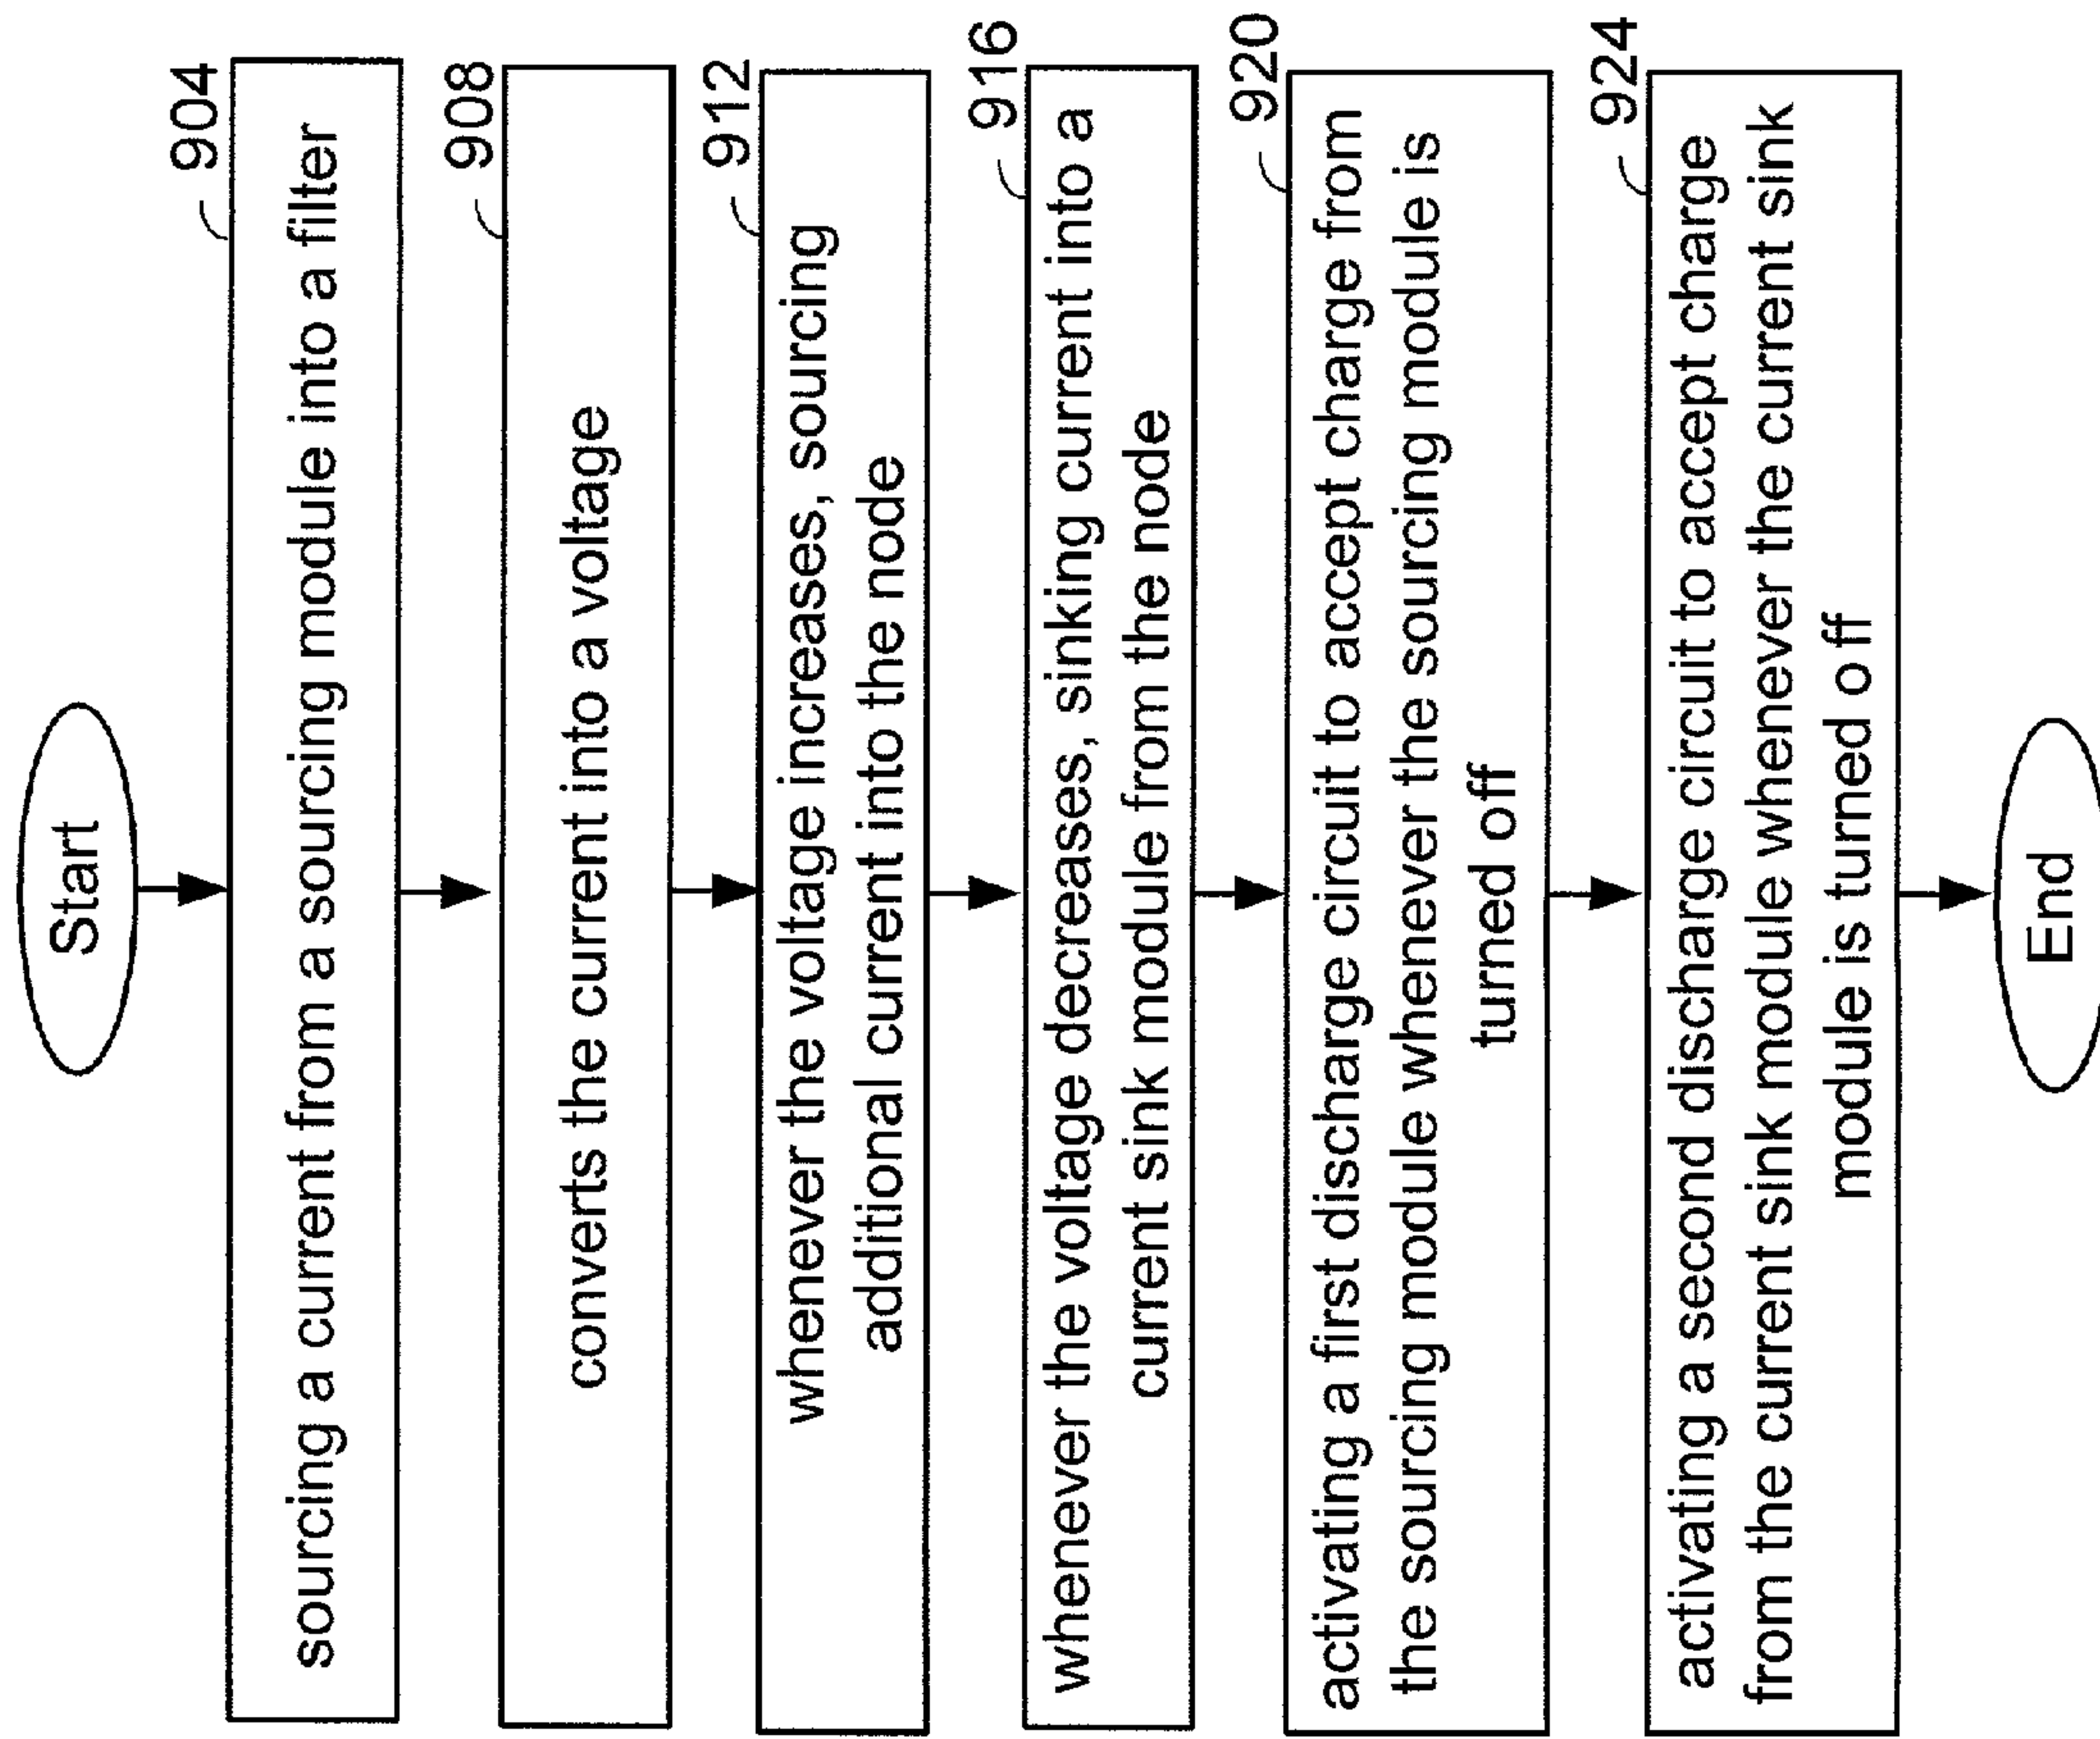 Start
904
sourcing a current from a sourcing module into a filter
908
converts the current into a voltage
912
whenever the voltage increases, sourcing
additional current into the node
916
whenever the voltage decreases, sinking current into a
current sink module from the node
920
activating a first discharge circuit to accept charge from
the sourcing module whenever the sourcing module is
turned off
924
activating a second discharge circuit to accept charge
from the current sink module whenever the current sink
module is turned off
End